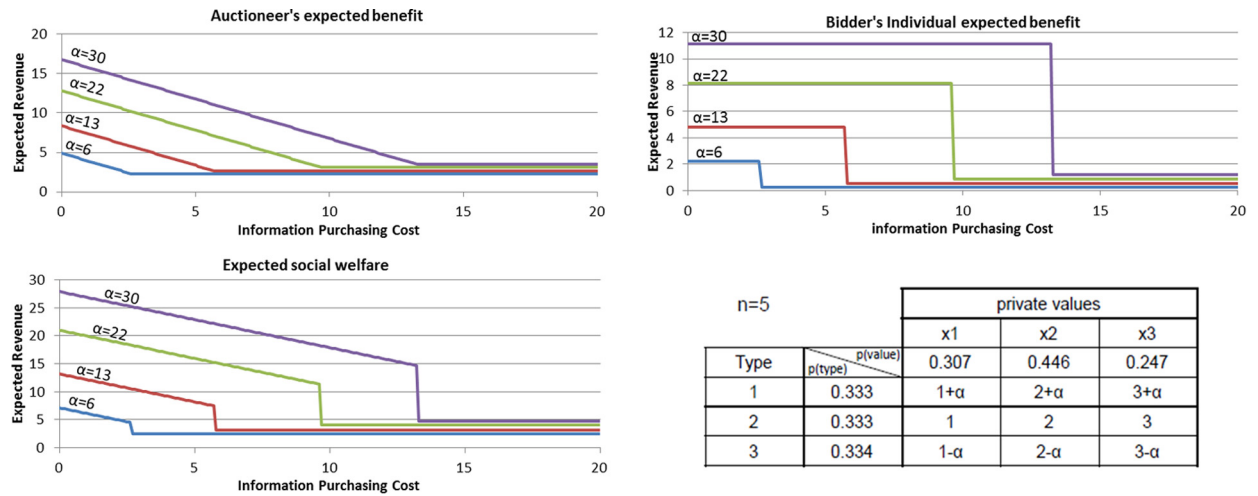 Auctioneer's expected benefit
Expected Revenue
20
15
10
5
0
α=30
α=22
α=13
α=6
0 5 10 15 20
Information Purchasing Cost
Bidder's Individual expected benefit
Expected Revenue
12
10
8
6
4
2
0
α=30
α=22
α=13
α=6
0 5 10 15 20
information Purchasing Cost
Expected social welfare
Expected Revenue
30
25
20
15
10
5
0
α=30
α=22
α=13
α=6
0 5 10 15 20
Information Purchasing Cost
n=5 private values
x1 x2 x3
Type p(value) p(type) 0.307 0.446 0.247
1 0.333 1+α 2+α 3+α
2 0.333 1 2 3
3 0.334 1-α 2-α 3-α